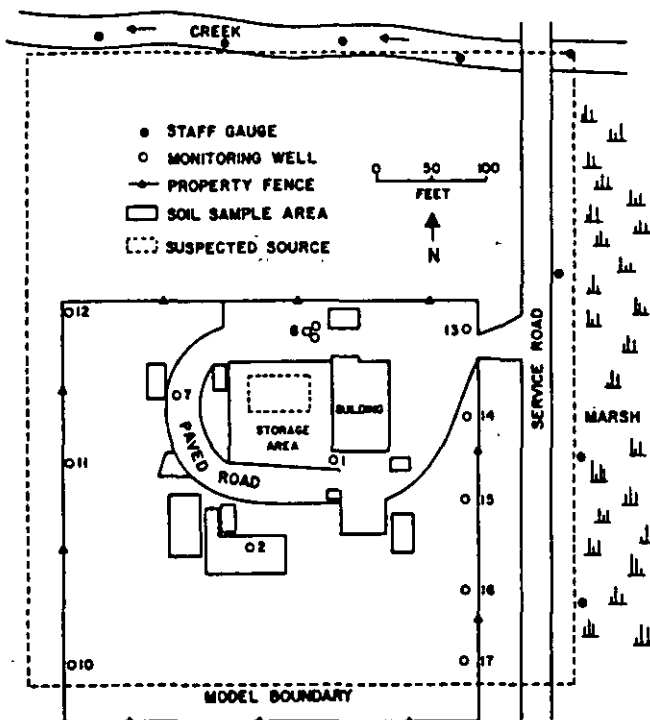 CREEK
STAFF GAUGE
MONITORING WELL
PROPERTY FENCE
SOIL SAMPLE AREA
SUSPECTED SOURCE
0 50 100
FEET
N
12
6
13
SERVICE ROAD
7
BUILDING
14
MARSH
STORAGE
AREA
PAVED ROAD
11
1
15
2
16
10
17
MODEL BOUNDARY